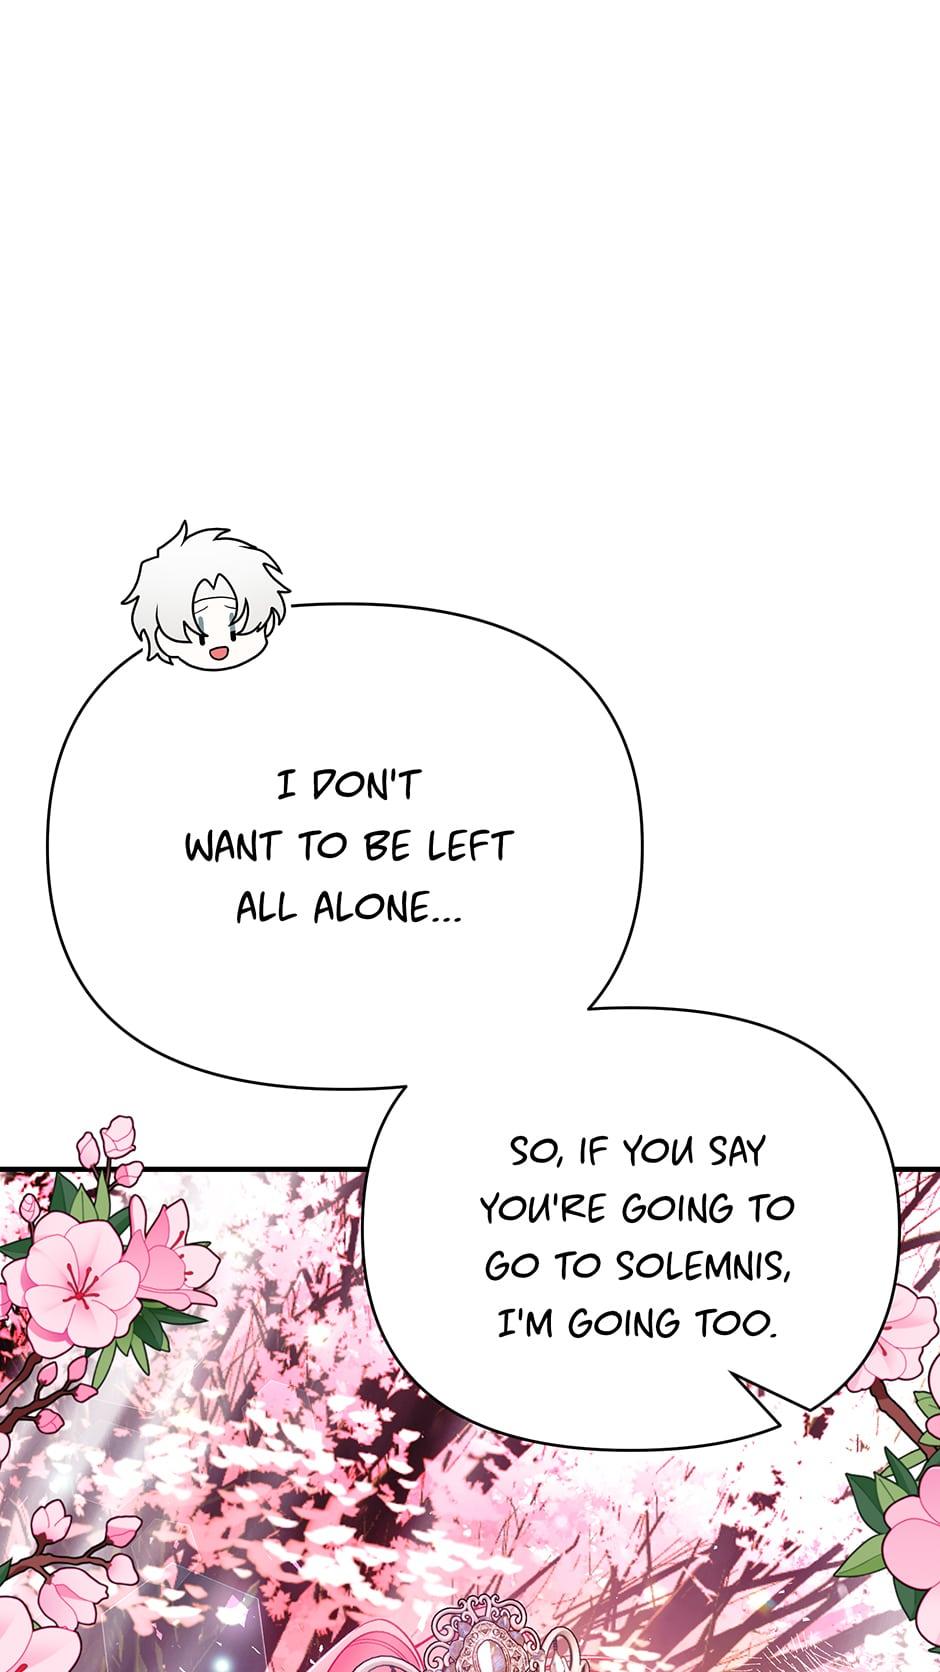 I DON'T
WANT TO BE LEFT
ALL ALONE...
SO, IF YOU SAY
YOU'RE GOING TO
GO TO SOLEMNIS,
I'M GOING TOO.